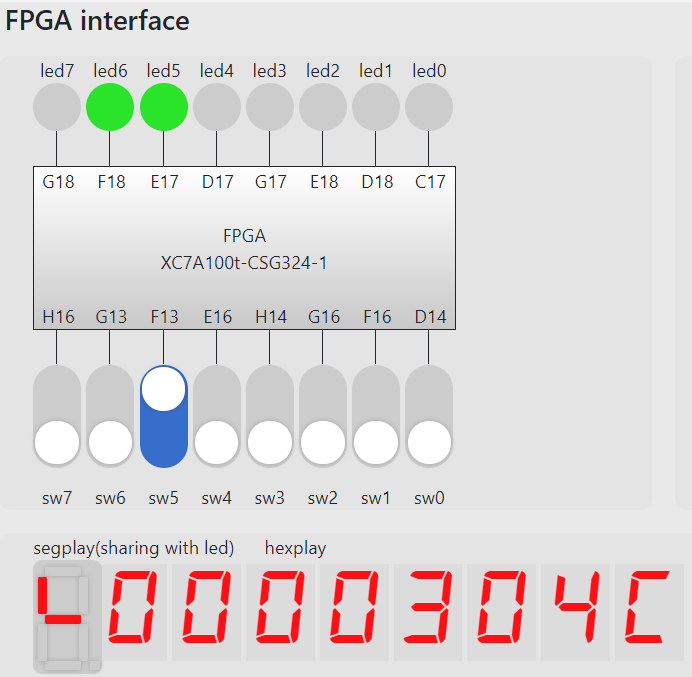 FPGA interface
led7 led6 led5 led4 led3 led2 led1 led0
G18 F18 E17 D17 G17 E18 D18 C17
FPGA
XC7A100t-CSG324-1
H16 G13 F13 E16 H14 G16 F16 D14
sw7 sw6 sw5 sw4 sw3 sw2 sw1 sw0
segplay(sharing with led) hexplay
0000304C